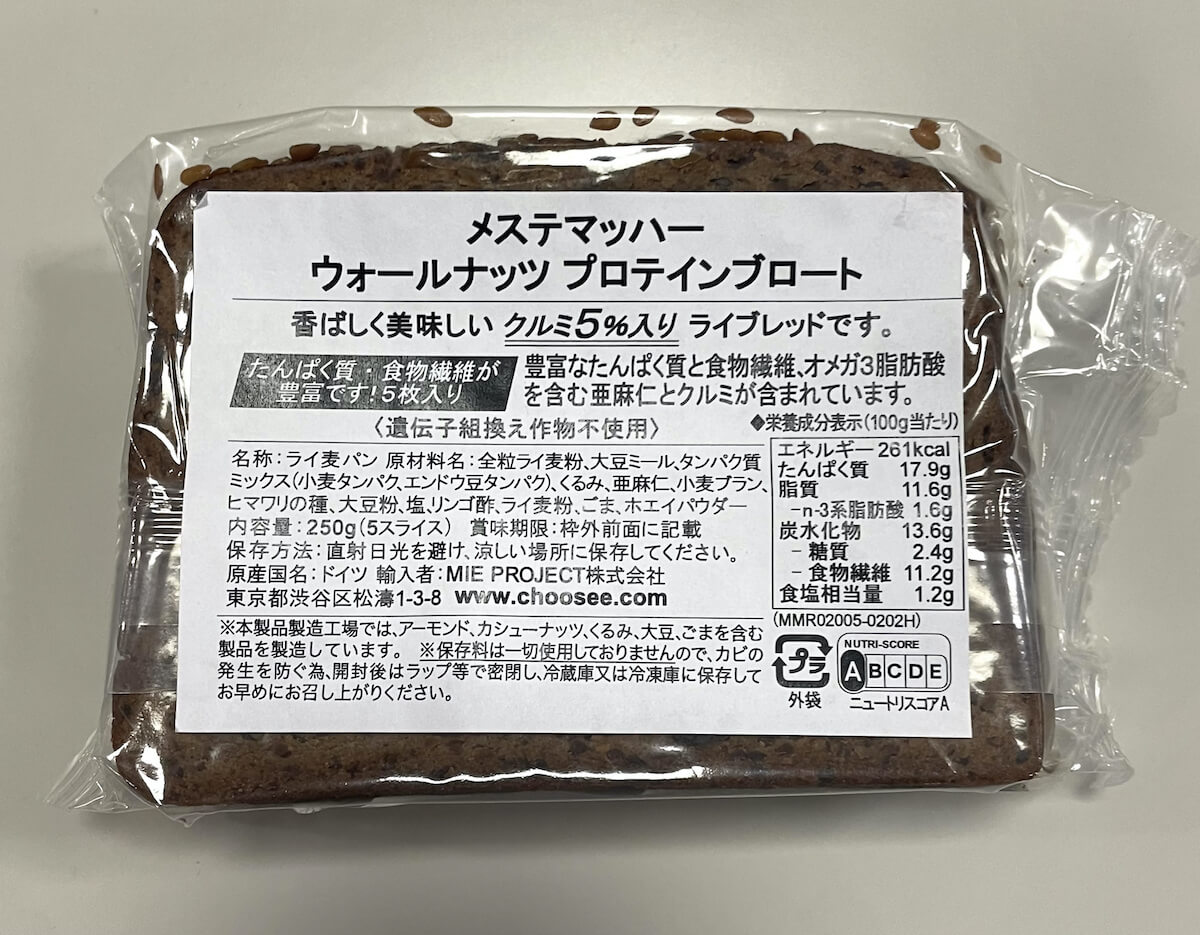 メステマッハー
ウォールナッツ プロテインブロート
香ばしく美味しい クルミ5%入り ライブレッドです。
たんぱく質・食物繊維が
豊富です!5枚入り
豊富なたんぱく質と食物繊維、オメガ3脂肪酸
を含む亜麻仁とクルミが含まれています。
〈遺伝子組換え作物不使用〉
名称:ライ麦パン 原材料名:全粒ライ麦粉、大豆ミール、タンパク質
ミックス(小麦タンパク、エンドウ豆タンパク)、くるみ、亜麻仁、小麦ブラン、
ヒマワリの種、大豆粉、塩、リンゴ酢、ライ麦粉、ごま、ホエイパウダー
内容量:250g(5スライス) 賞味期限:枠外前面に記載
保存方法:直射日光を避け、涼しい場所に保存してください。
原産国名:ドイツ 輸入者:MIE PROJECT株式会社
東京都渋谷区松濤1-3-8 www.choosee.com
◆栄養成分表示(100g当たり)
エネルギー 261kcal
たんぱく質 17.9g
脂質 11.6g
-n-3系脂肪酸 1.6g
炭水化物 13.6g
- 糖質 2.4g
- 食物繊維 11.2g
食塩相当量 1.2g
(MMR02005-0202H)
※本製品製造工場では、アーモンド、カシューナッツ、くるみ、大豆、ごまを含む
製品を製造しています。 ※保存料は一切使用しておりませんので、カビの
発生を防ぐ為、開封後はラップ等で密閉し、冷蔵庫又は冷凍庫に保存して
お早めにお召し上がりください。
プラ
外袋
NUTRI-SCORE
ABCDE
ニュートリスコアA